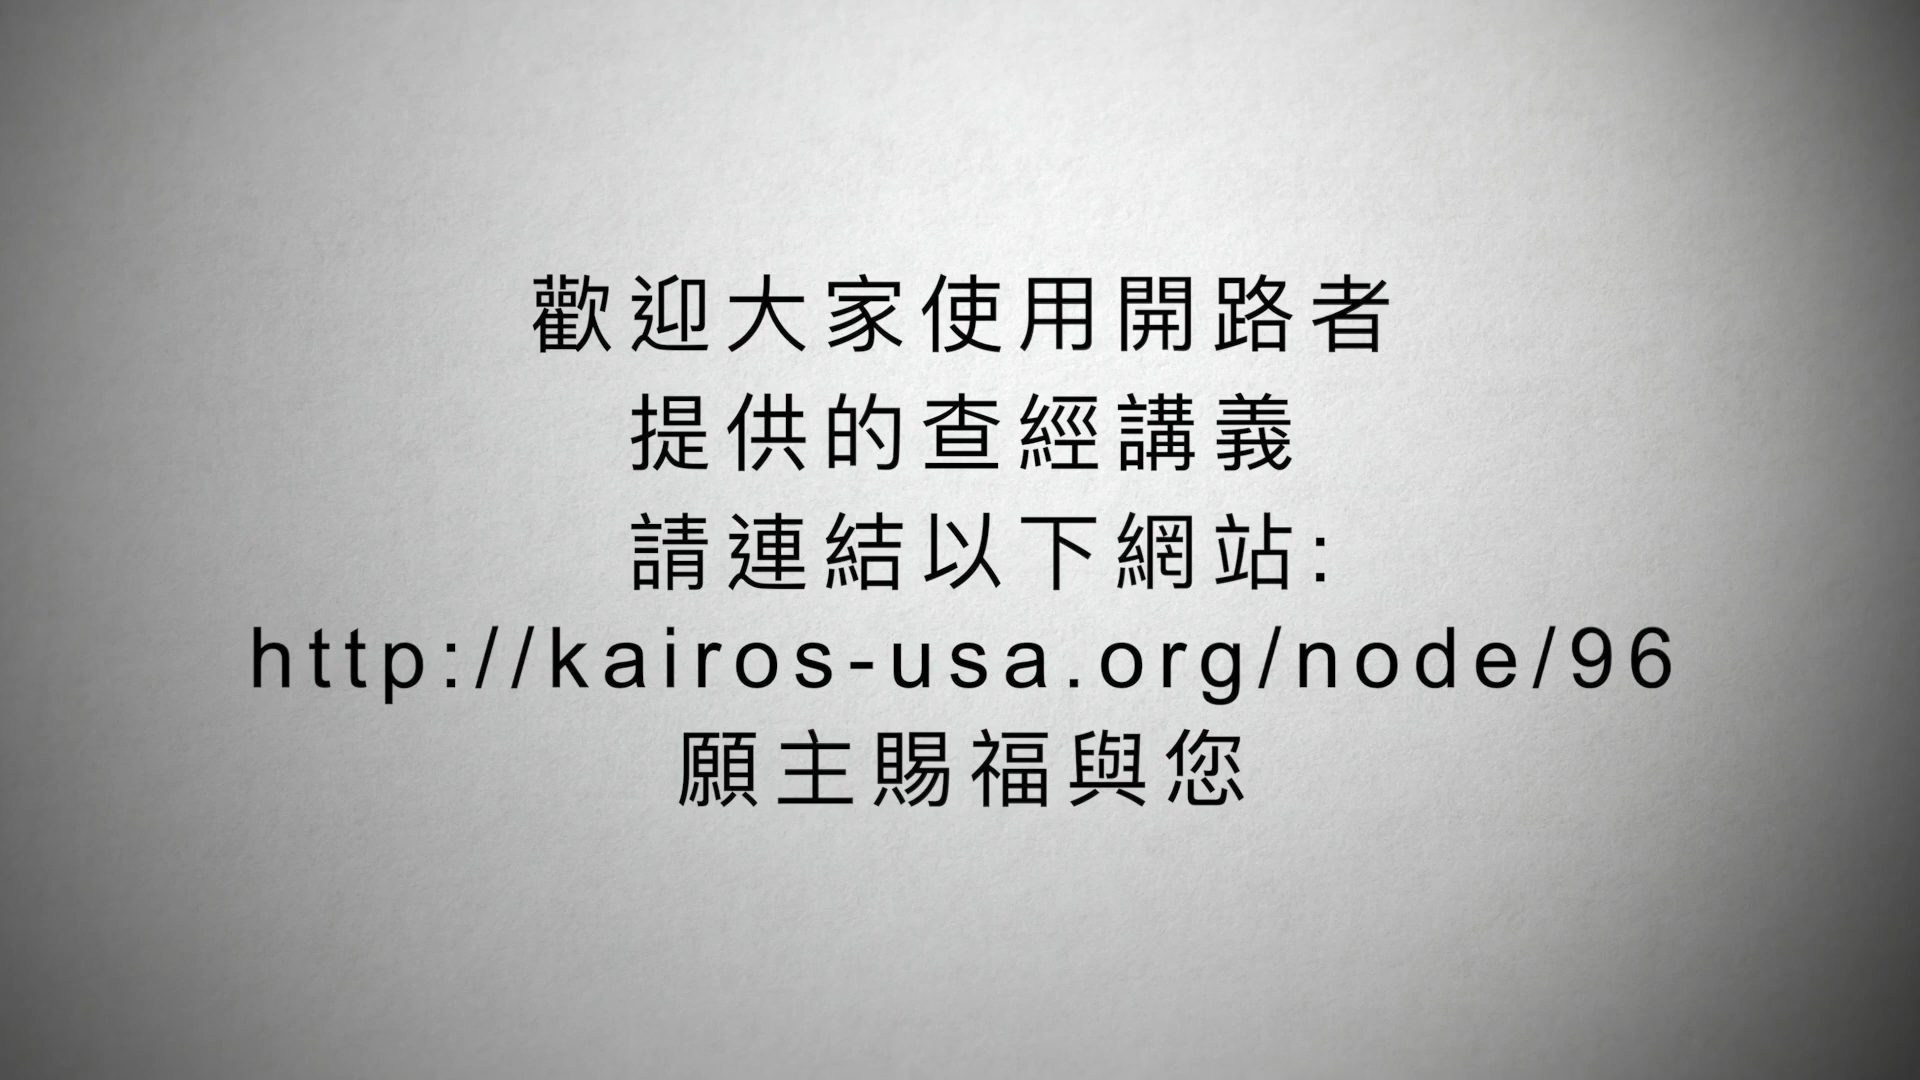 歡迎大家使用開路者
提供的查經講義
請連結以下網站:
http://kairos-usa.org/node/96
願主賜福與您